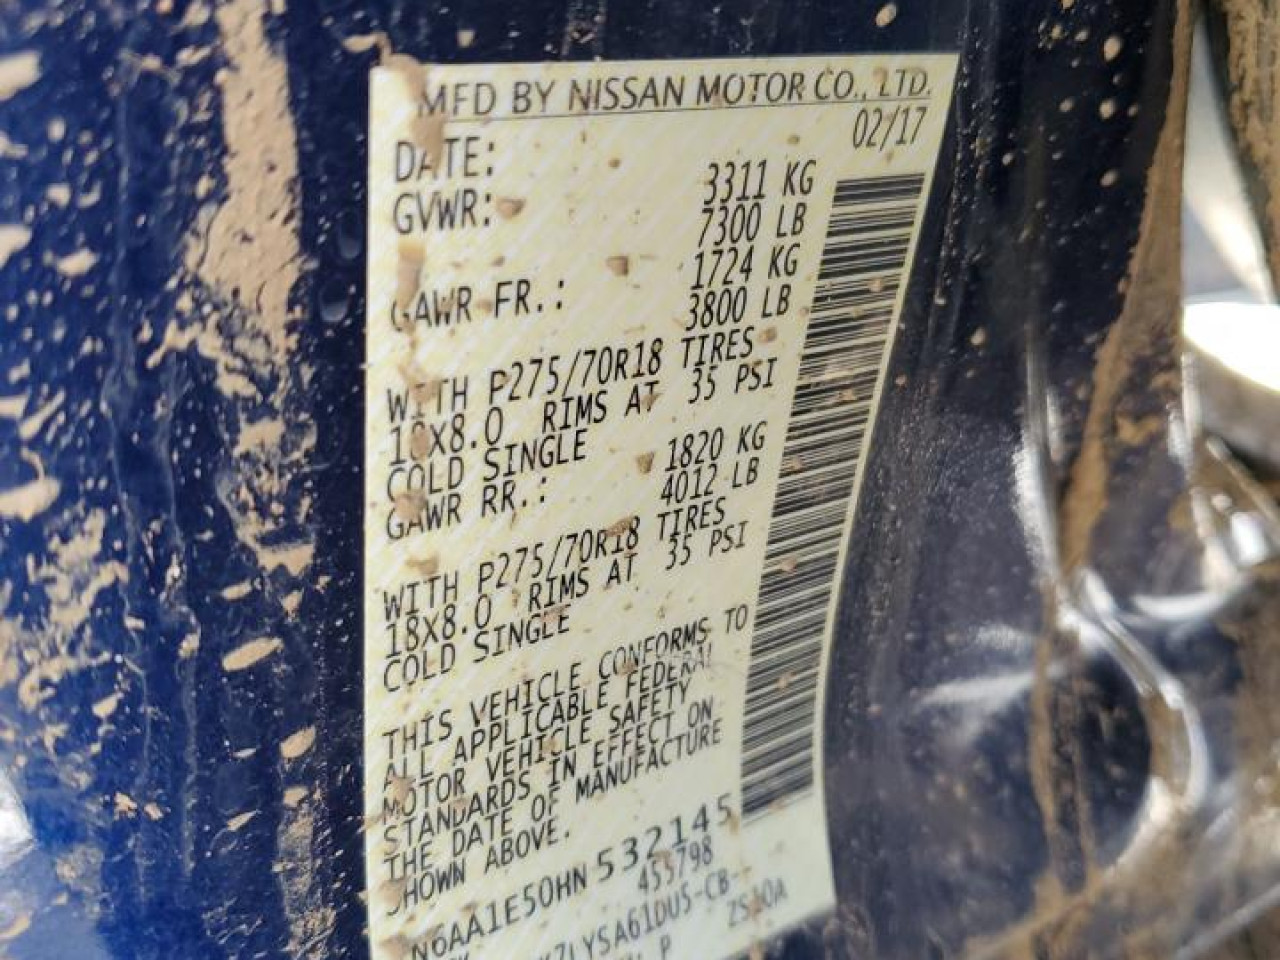 MFD BY NISSAN MOTOR CO., LTD.
DATE: 02/17
GVWR: 3311 KG
7300 LB
GAWR FR.: 1724 KG
3800 LB
WITH P275/70R18 TIRES
18X8.0 RIMS AT 35 PSI
COLD SINGLE
GAWR RR.: 1820 KG
4012 LB
WITH P275/70R18 TIRES
18X8.0 RIMS AT 35 PSI
COLD SINGLE
THIS VEHICLE CONFORMS TO
ALL APPLICABLE FEDERAL
MOTOR VEHICLE SAFETY
STANDARDS IN EFFECT ON
THE DATE OF MANUFACTURE
SHOWN ABOVE.
N6AA1E50HN532145
455798